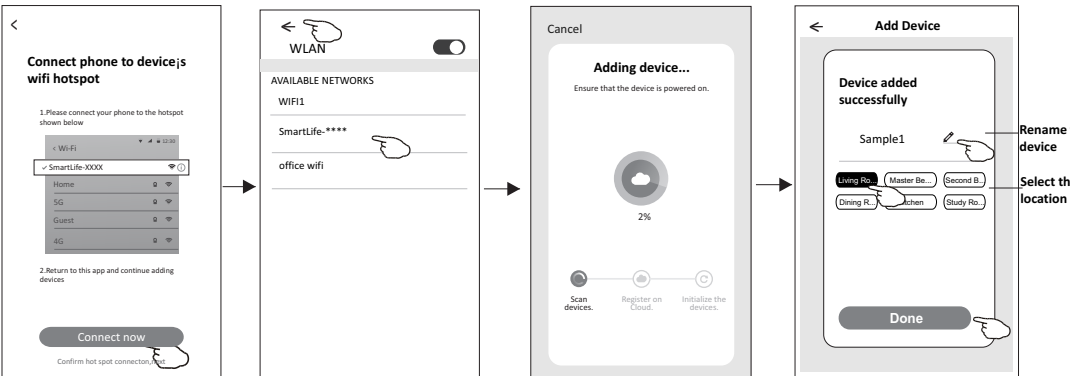 Connect phone to device¡s
wifi hotspot
1.Please connect your phone to the hotspot
shown below
12:30
< Wi-Fi
✓ SmartLife-XXXX
Home
5G
Guest
4G
2.Return to this app and continue adding
devices
Connect now
Confirm hot spot connecton,next
WLAN
AVAILABLE NETWORKS
WIFI1
SmartLife-****
office wifi
Cancel
Adding device...
Ensure that the device is powered on.
2%
Scan
devices.
Register on
Cloud.
Initialize the
devices.
Add Device
Device added
successfully
Sample1
Rename
device
Living Ro... Master Be... Second B...
Dining R... Kitchen Study Ro...
Select th
location
Done